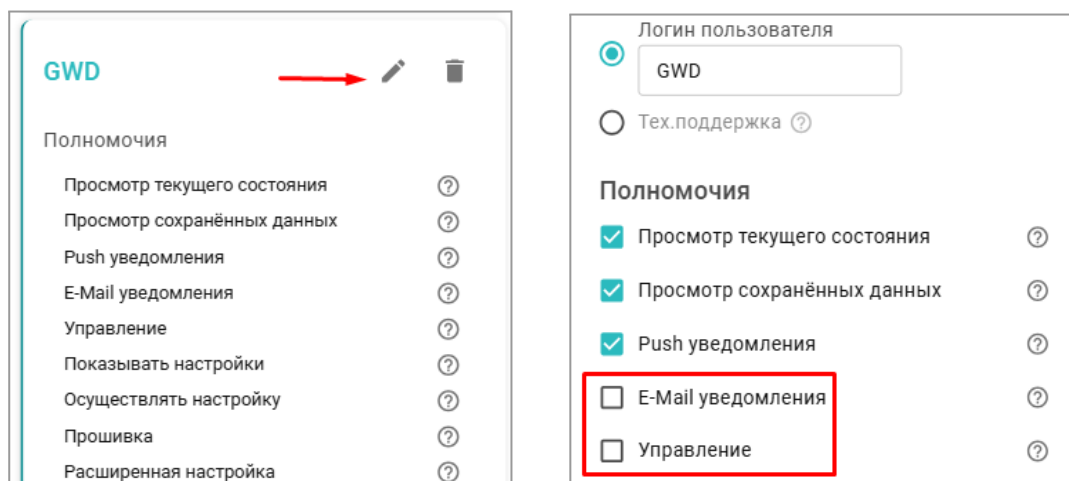 GWD
Полномочия
Просмотр текущего состояния
Просмотр сохранённых данных
Push уведомления
E-Mail уведомления
Управление
Показывать настройки
Осуществлять настройку
Прошивка
Расширенная настройка
Логин пользователя
GWD
Тех.поддержка
Полномочия
Просмотр текущего состояния
Просмотр сохранённых данных
Push уведомления
E-Mail уведомления
Управление